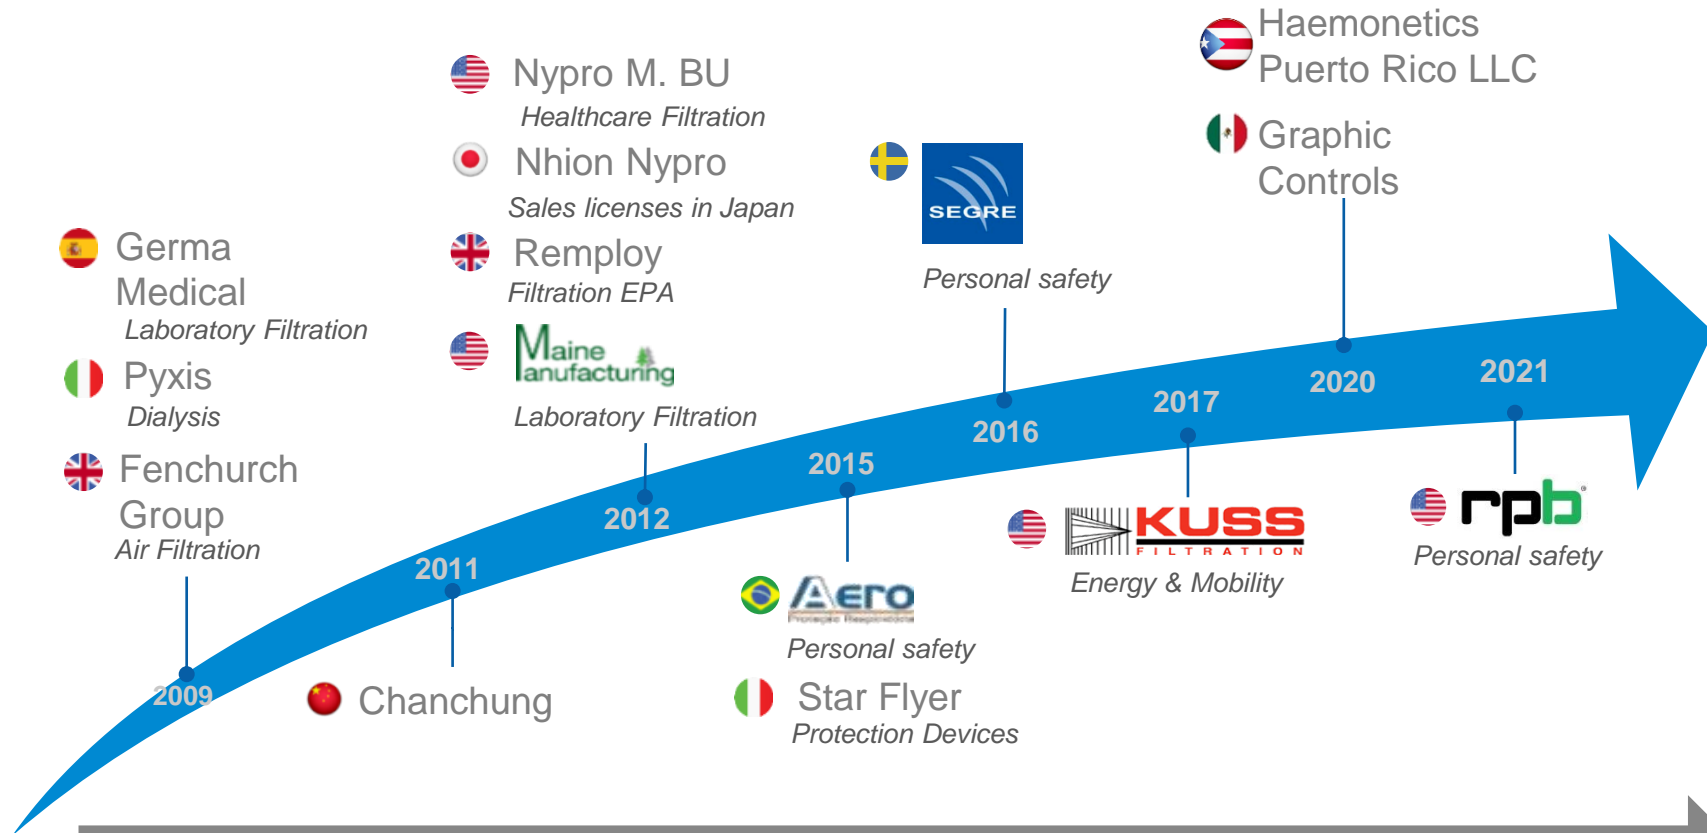 Germa
Medical
Laboratory Filtration
Pyxis
Dialysis
Fenchurch
Group
Air Filtration
2009
2011
Chanchung
Nypro M. BU
Healthcare Filtration
Nhion Nypro
Sales licenses in Japan
Remploy
Filtration EPA
Maine
Manufacturing
Laboratory Filtration
2012
2015
Aero
Proteção Respiratória
Personal safety
Star Flyer
Protection Devices
SEGRE
Personal safety
2016
2017
KUSS
FILTRATION
Energy & Mobility
Haemonetics
Puerto Rico LLC
Graphic
Controls
2020
2021
rpb®
Personal safety